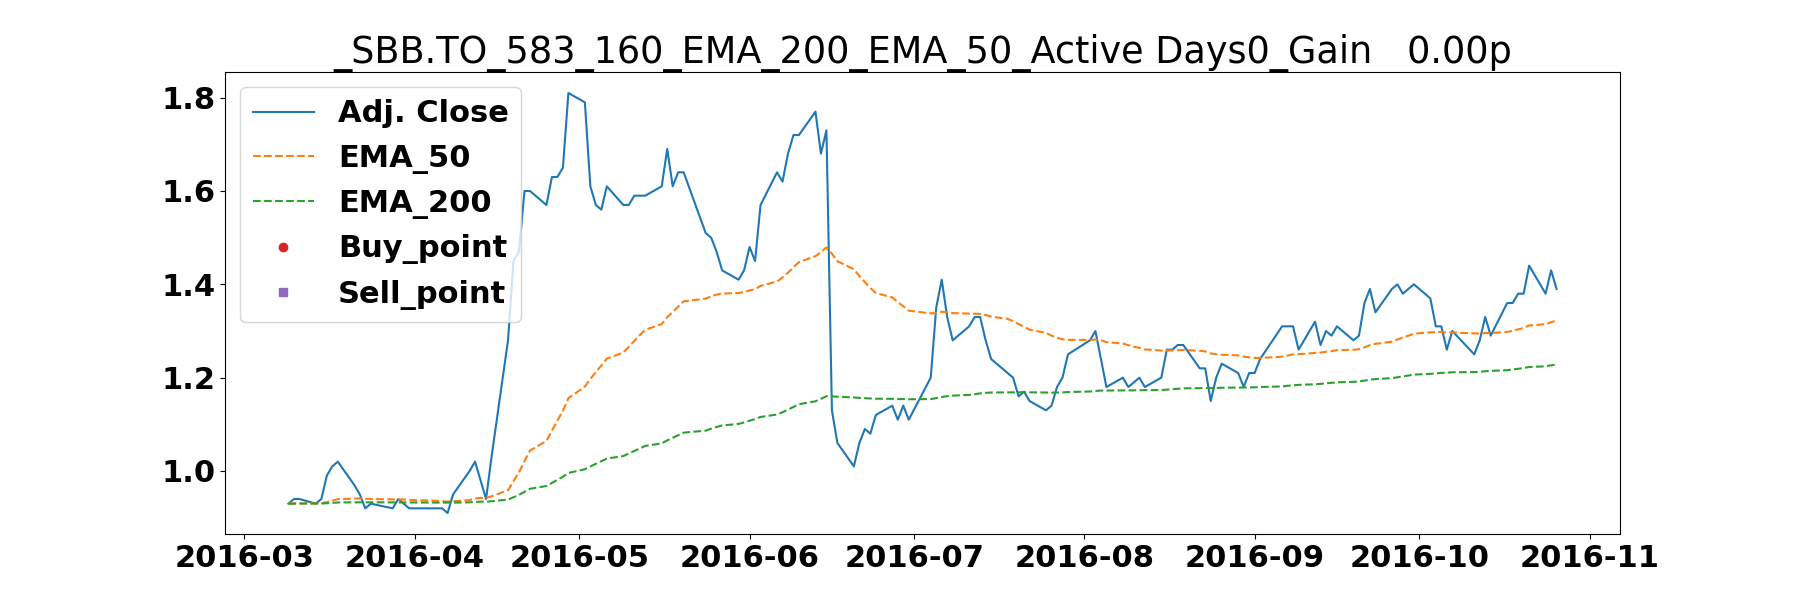 _SBB.TO_583_160_EMA_200_EMA_50_Active Days0_Gain   0.00p
1.8
1.6
1.4
1.2
1.0
Adj. Close
EMA_50
EMA_200
Buy_point
Sell_point
2016-03 2016-04 2016-05 2016-06 2016-07 2016-08 2016-09 2016-10 2016-11